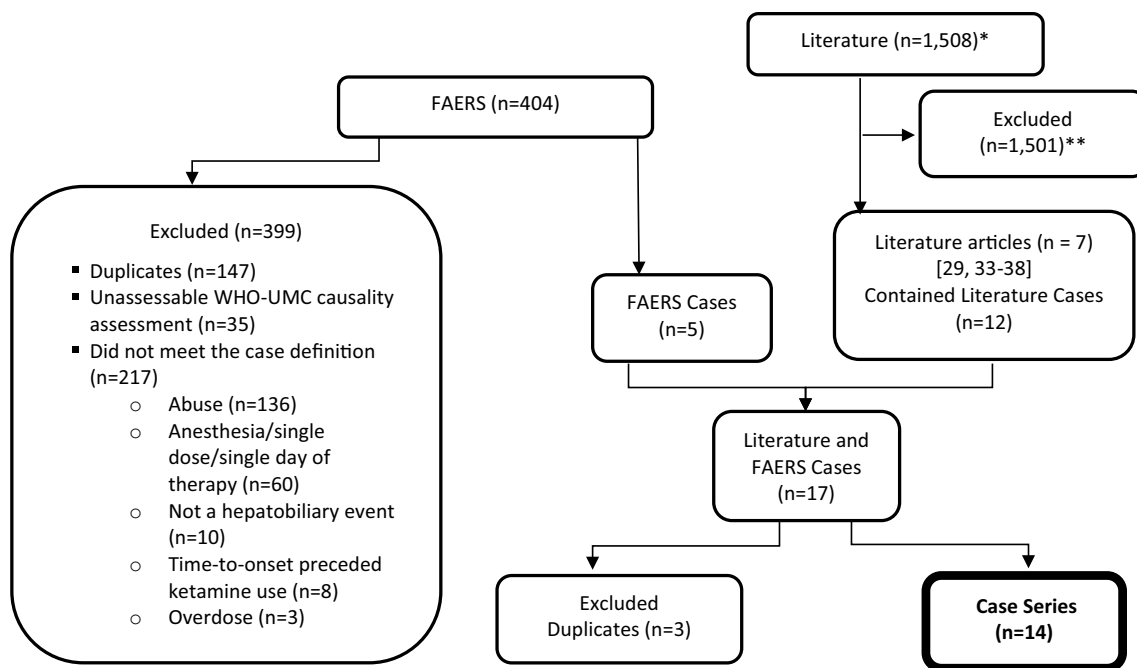 Literature (n=1,508)*
FAERS (n=404)
Excluded
(n=1,501)**
Excluded (n=399)
▪ Duplicates (n=147)
▪ Unassessable WHO-UMC causality
assessment (n=35)
▪ Did not meet the case definition
(n=217)
o Abuse (n=136)
o Anesthesia/single
dose/single day of
therapy (n=60)
o Not a hepatobiliary event
(n=10)
o Time-to-onset preceded
ketamine use (n=8)
o Overdose (n=3)
FAERS Cases
(n=5)
Literature articles (n = 7)
[29, 33-38]
Contained Literature Cases
(n=12)
Literature and
FAERS Cases
(n=17)
Excluded
Duplicates (n=3)
Case Series
(n=14)